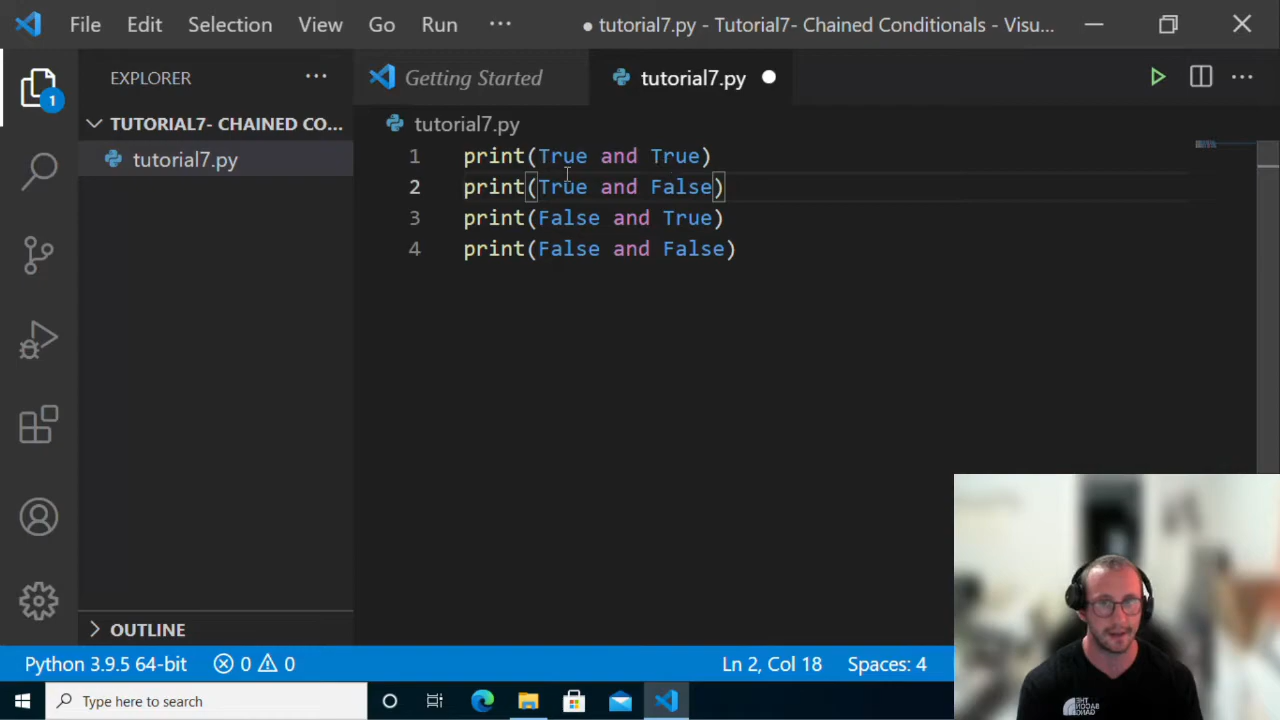 File Edit Selection View Go Run ··· ● tutorial7.py - Tutorial7- Chained Conditionals - Visu...
EXPLORER ···
Getting Started
tutorial7.py
1
TUTORIAL7- CHAINED CO...
tutorial7.py
tutorial7.py
1 print(True and True)
2 print(True and False)
3 print(False and True)
4 print(False and False)
OUTLINE
Python 3.9.5 64-bit 0 0 Ln 2, Col 18 Spaces: 4
Type here to search